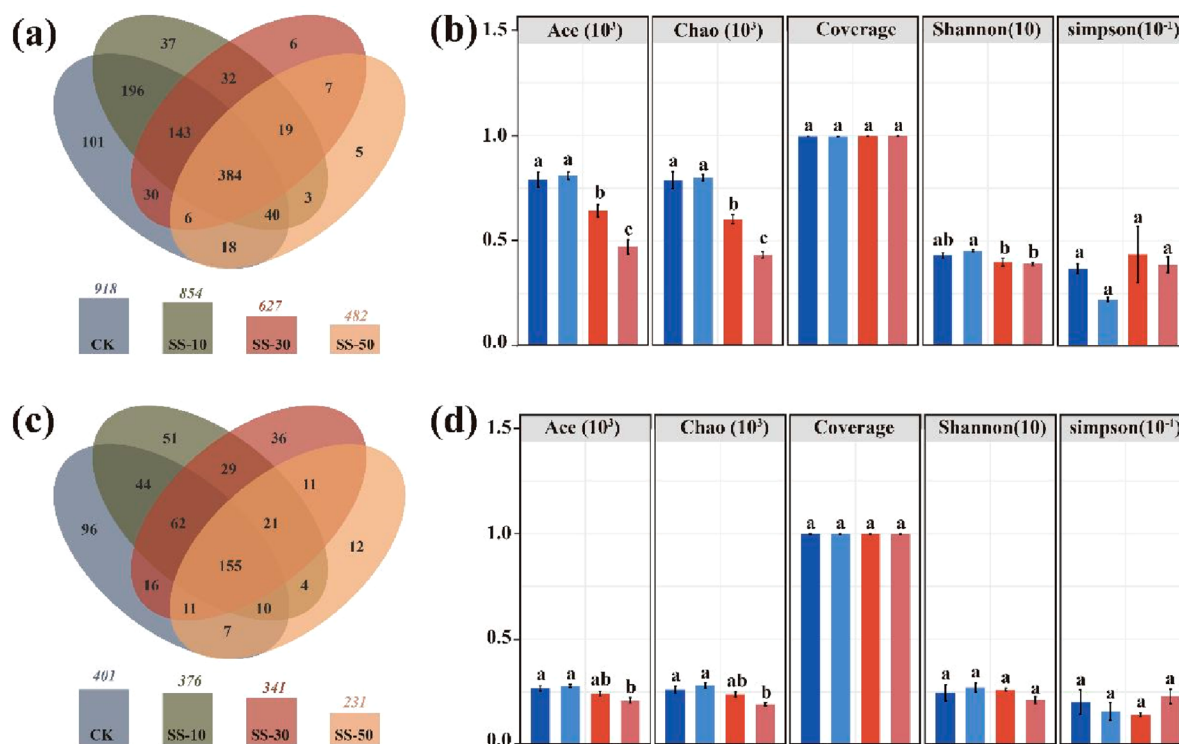 (a)
37
6
196
32
7
101
143
19
5
384
30
3
6
40
18
918
854
627
482
CK
SS-10
SS-30
SS-50
(b)
Ace (10³)
Chao (10³)
Coverage
Shannon(10)
simpson(10⁻¹)
1.5
1.0
0.5
0.0
a a b c
a a b c
a a a a
ab a b b
a a a a
(c)
51
36
44
29
11
96
62
21
12
155
16
4
11
10
7
401
376
341
231
CK
SS-10
SS-30
SS-50
(d)
Ace (10³)
Chao (10³)
Coverage
Shannon(10)
simpson(10⁻¹)
1.5
1.0
0.5
0.0
a a ab b
a a ab b
a a a a
a a a a
a a a a